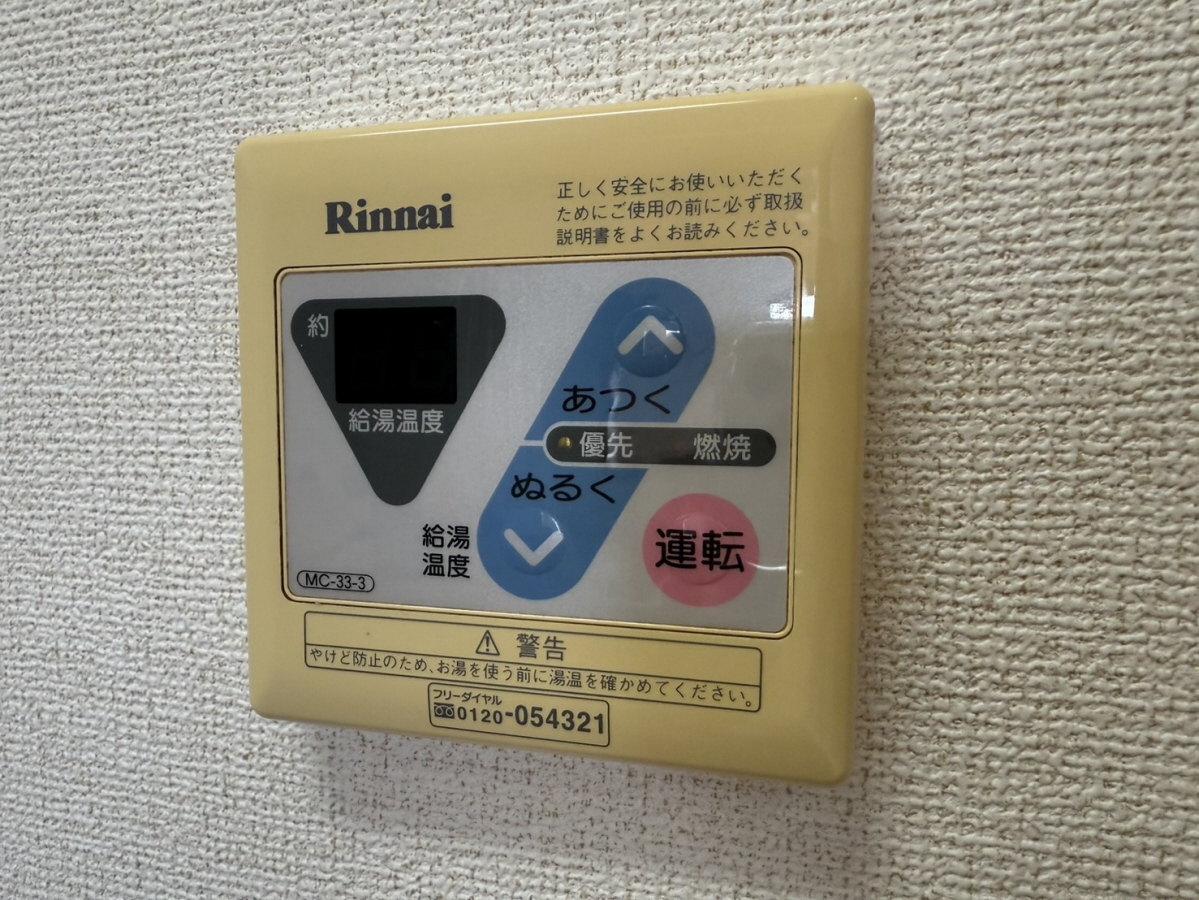 Rinnai
正しく安全にお使いいただく
ためにご使用の前に必ず取扱
説明書をよくお読みください。
約
給湯温度
あつく
優先 燃焼
ぬるく
給湯
温度
運転
MC-33-3
警告
やけど防止のため、お湯を使う前に湯温を確かめてください。
フリーダイヤル
0120-054321